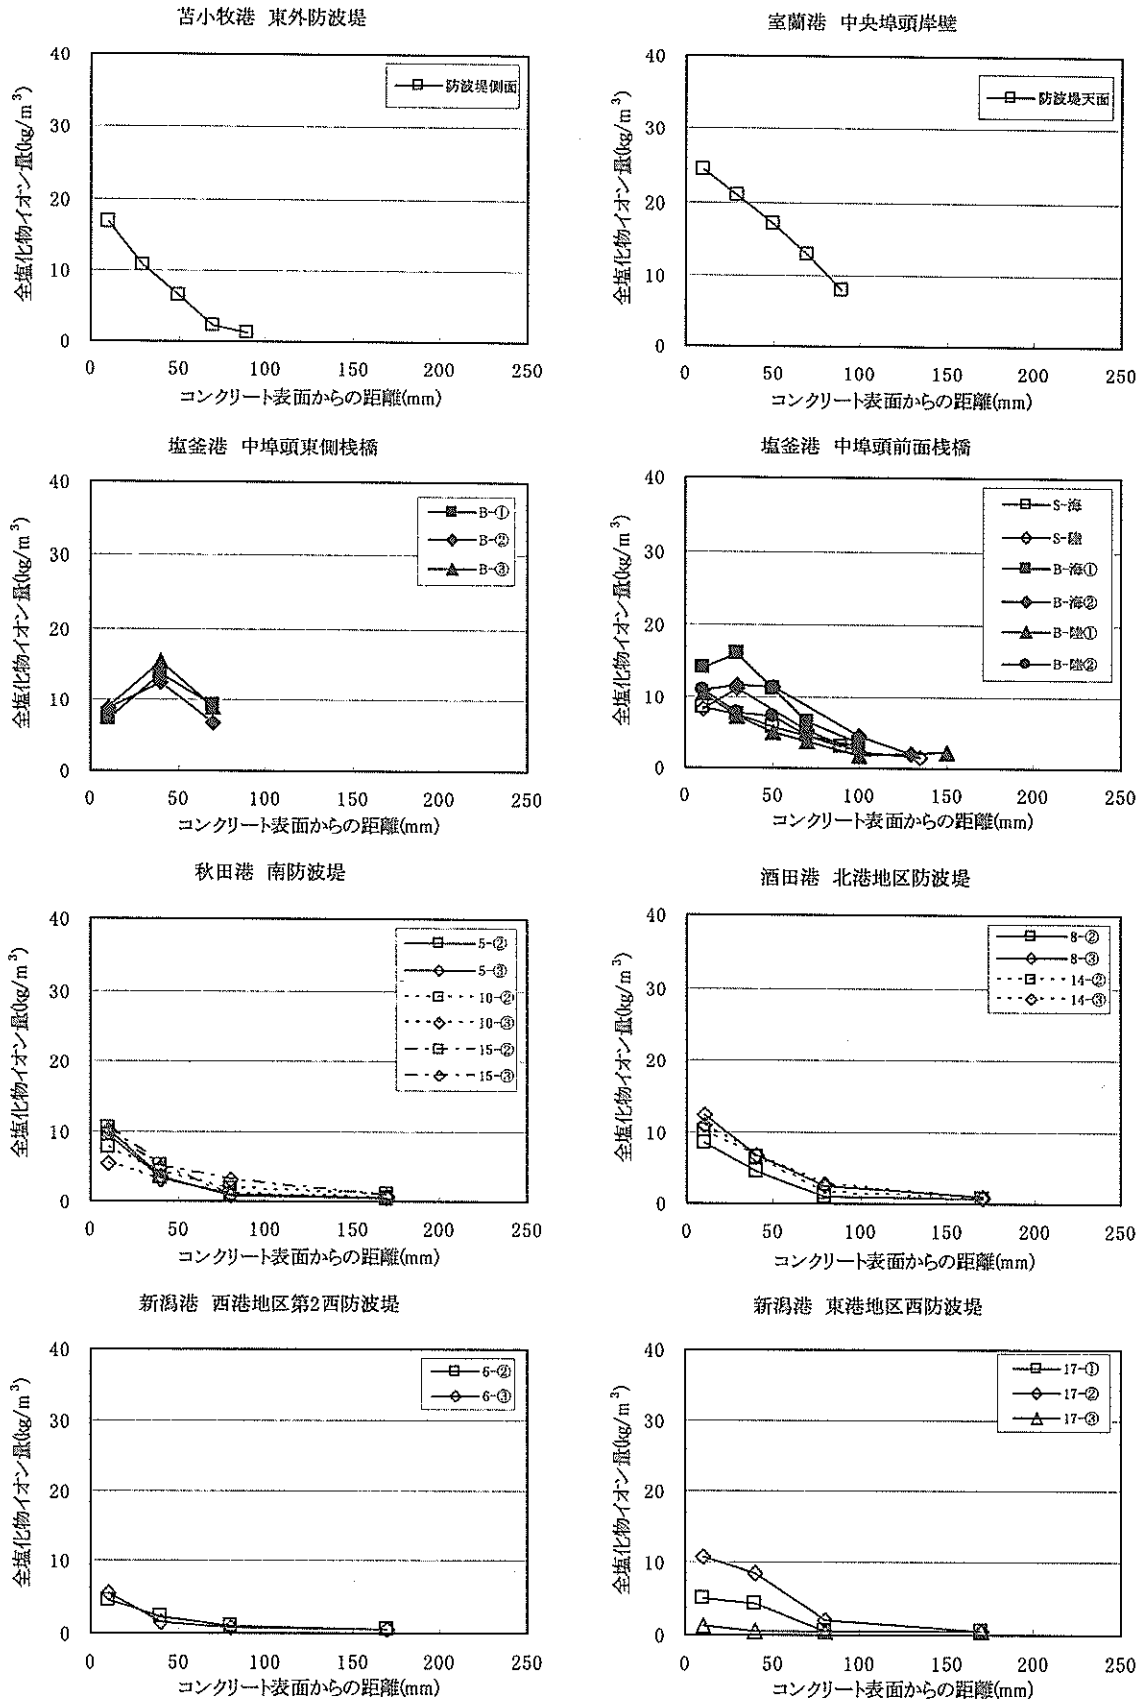 苫小牧港 東外防波堤
全塩化物イオン量(kg/m³)
40
30
20
10
0
防波堤側面
0 50 100 150 200 250
コンクリート表面からの距離(mm)
室蘭港 中央埠頭岸壁
全塩化物イオン量(kg/m³)
40
30
20
10
0
防波堤天面
0 50 100 150 200 250
コンクリート表面からの距離(mm)
塩釜港 中埠頭東側桟橋
全塩化物イオン量(kg/m³)
40
30
20
10
0
B-①
B-②
B-③
0 50 100 150 200 250
コンクリート表面からの距離(mm)
塩釜港 中埠頭前面桟橋
全塩化物イオン量(kg/m³)
40
30
20
10
0
S-海
S-陸
B-海①
B-海②
B-陸①
B-陸②
0 50 100 150 200 250
コンクリート表面からの距離(mm)
秋田港 南防波堤
全塩化物イオン量(kg/m³)
40
30
20
10
0
5-②
5-③
10-②
10-③
15-②
15-③
0 50 100 150 200 250
コンクリート表面からの距離(mm)
酒田港 北港地区防波堤
全塩化物イオン量(kg/m³)
40
30
20
10
0
8-②
8-③
14-②
14-③
0 50 100 150 200 250
コンクリート表面からの距離(mm)
新潟港 西港地区第2西防波堤
全塩化物イオン量(kg/m³)
40
30
20
10
0
6-②
6-③
0 50 100 150 200 250
コンクリート表面からの距離(mm)
新潟港 東港地区西防波堤
全塩化物イオン量(kg/m³)
40
30
20
10
0
17-①
17-②
17-③
0 50 100 150 200 250
コンクリート表面からの距離(mm)